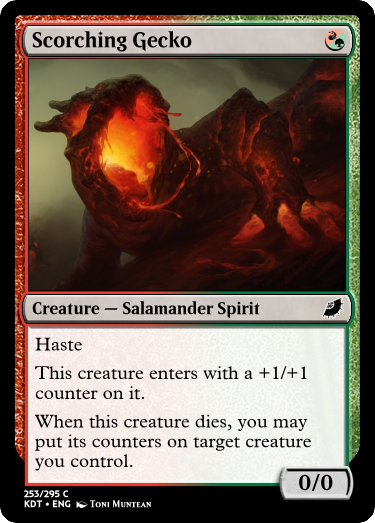 Scorching Gecko
Creature — Salamander Spirit
Haste
This creature enters with a +1/+1
counter on it.
When this creature dies, you may
put its counters on target creature
you control.
0/0
253/295 C
KDT • ENG Toni Muntean